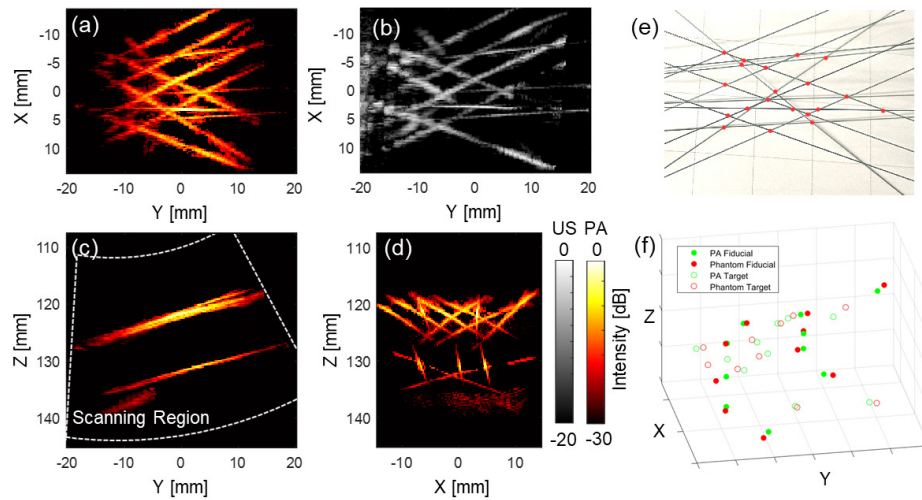 (a)
-10
-5
0
5
10
X [mm]
-20 -10 0 10 20
Y [mm]
(b)
-10
-5
0
5
10
X [mm]
-20 -10 0 10 20
Y [mm]
(e)
(c)
110
120
130
140
Z [mm]
Scanning Region
-20 -10 0 10 20
Y [mm]
(d)
110
120
130
140
Z [mm]
-10 0 10
X [mm]
US PA
0 0
-20 -30
Intensity [dB]
(f)
PA Fiducial
Phantom Fiducial
PA Target
Phantom Target
Z
X
Y